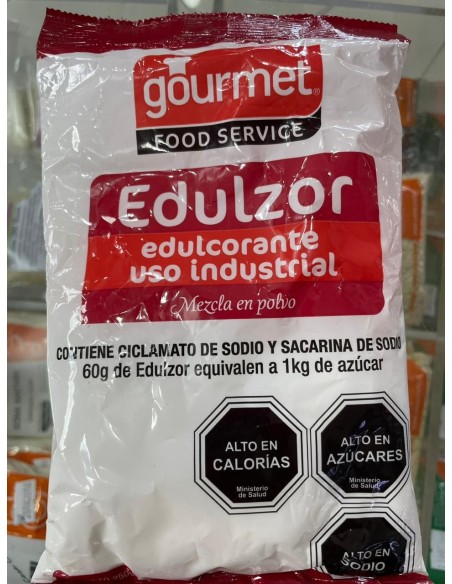 gourmet
FOOD SERVICE
Edulzor
edulcorante
uso industrial
Mezcla en polvo
CONTIENE CICLAMATO DE SODIO Y SACARINA DE SODIO
60g de Edulzor equivalen a 1kg de azúcar
ALTO EN
CALORÍAS
Ministerio
de Salud
ALTO EN
AZÚCARES
Ministerio
de Salud
ALTO EN
SODIO